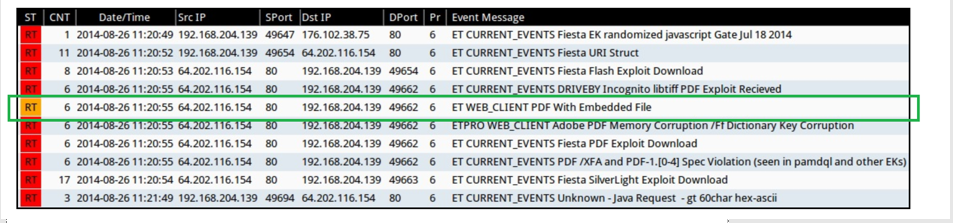 ST CNT Date/Time Src IP SPort Dst IP DPort Pr Event Message
RT 1 2014-08-26 11:20:49 192.168.204.139 49647 176.102.38.75 80 6 ET CURRENT_EVENTS Fiesta EK randomized javascript Gate Jul 18 2014
RT 11 2014-08-26 11:20:52 192.168.204.139 49654 64.202.116.154 80 6 ET CURRENT_EVENTS Fiesta URI Struct
RT 8 2014-08-26 11:20:53 64.202.116.154 80 192.168.204.139 49654 6 ET CURRENT_EVENTS Fiesta Flash Exploit Download
RT 6 2014-08-26 11:20:55 64.202.116.154 80 192.168.204.139 49662 6 ET CURRENT_EVENTS DRIVEBY Incognito libtiff PDF Exploit Recieved
RT 6 2014-08-26 11:20:55 64.202.116.154 80 192.168.204.139 49662 6 ET WEB_CLIENT PDF With Embedded File
RT 6 2014-08-26 11:20:55 64.202.116.154 80 192.168.204.139 49662 6 ETPRO WEB_CLIENT Adobe PDF Memory Corruption /Ff Dictionary Key Corruption
RT 6 2014-08-26 11:20:55 64.202.116.154 80 192.168.204.139 49662 6 ET CURRENT_EVENTS Fiesta PDF Exploit Download
RT 6 2014-08-26 11:20:55 64.202.116.154 80 192.168.204.139 49662 6 ET CURRENT_EVENTS PDF /XFA and PDF-1.[0-4] Spec Violation (seen in pamdql and other EKs)
RT 17 2014-08-26 11:20:54 64.202.116.154 80 192.168.204.139 49663 6 ET CURRENT_EVENTS Fiesta SilverLight Exploit Download
RT 3 2014-08-26 11:21:49 192.168.204.139 49694 64.202.116.154 80 6 ET CURRENT_EVENTS Unknown - Java Request - gt 60char hex-ascii